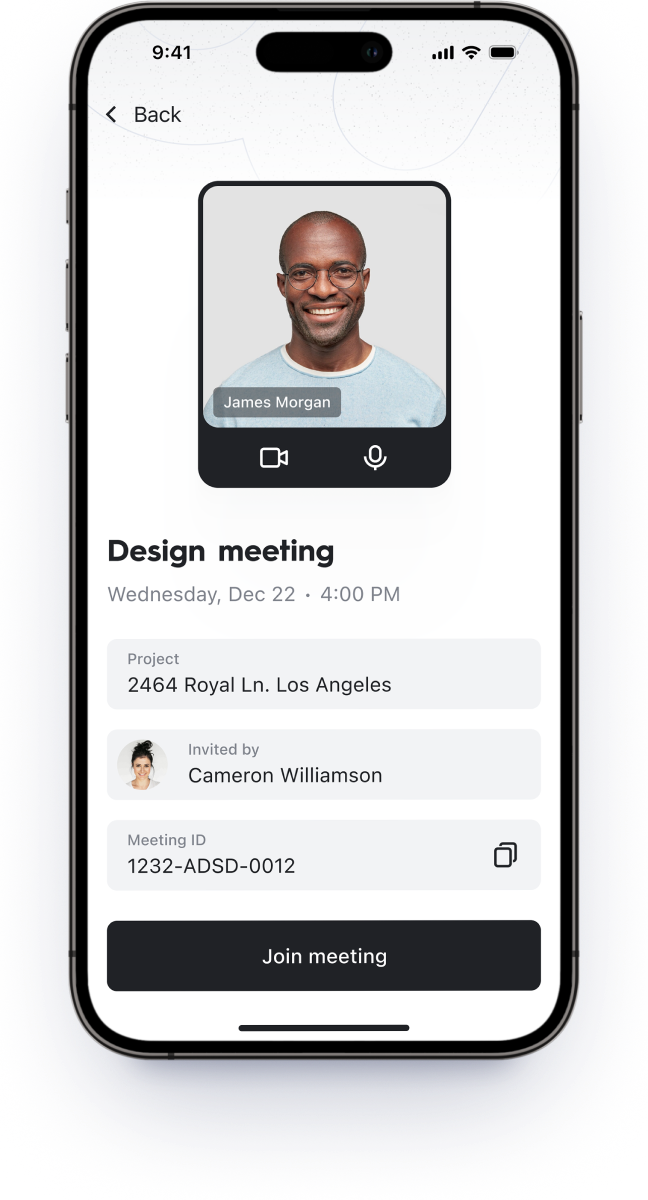 9:41
Back
James Morgan
Design meeting
Wednesday, Dec 22 • 4:00 PM
Project
2464 Royal Ln. Los Angeles
Invited by
Cameron Williamson
Meeting ID
1232-ADSD-0012
Join meeting